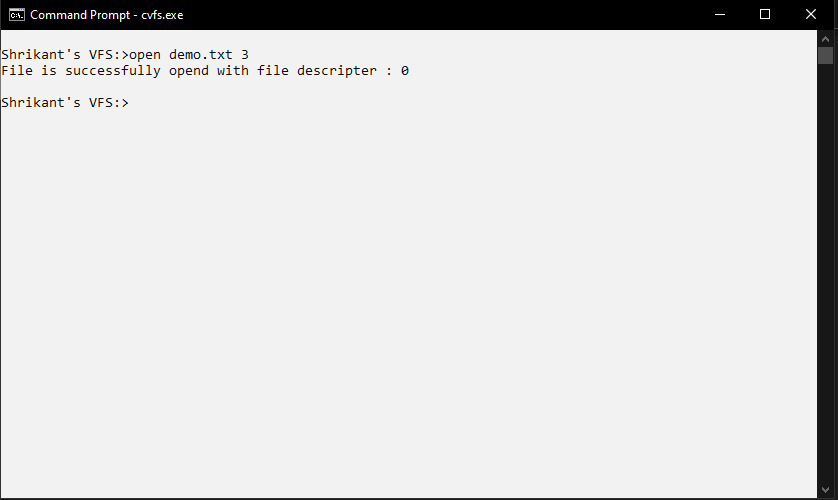 Command Prompt - cvfs.exe
Shrikant's VFS:>open demo.txt 3
File is successfully opend with file descripter : 0
Shrikant's VFS:>